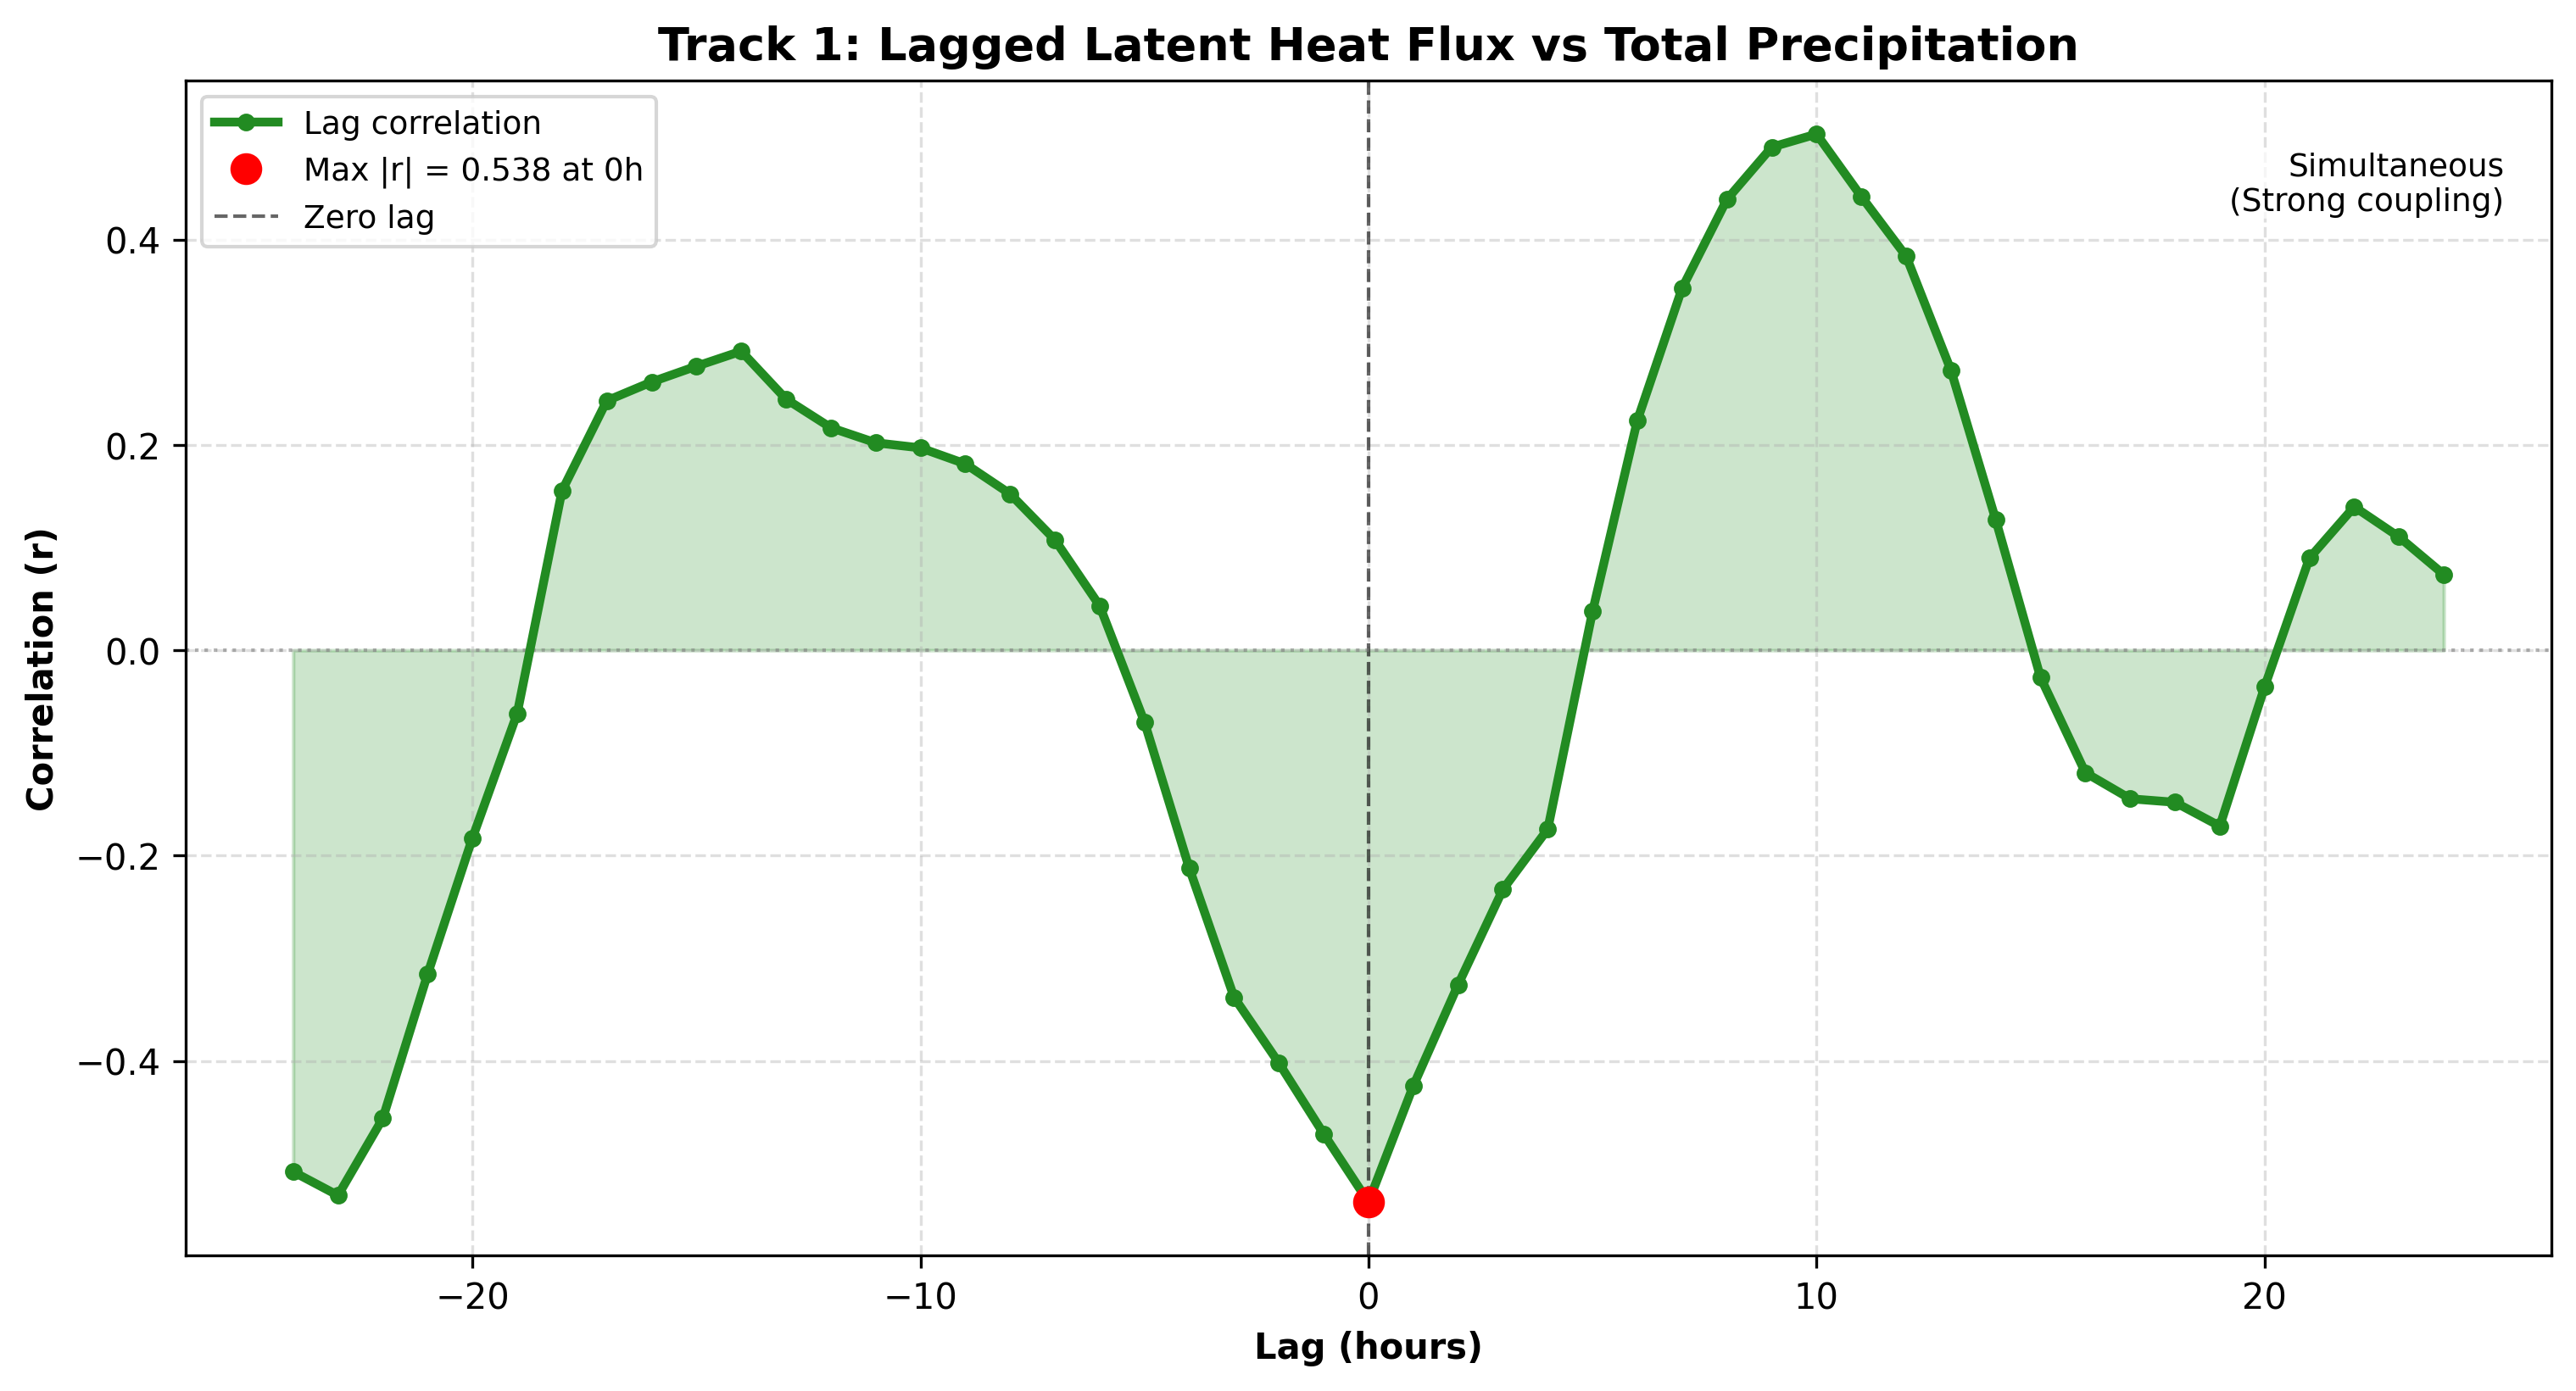 Track 1: Lagged Latent Heat Flux vs Total Precipitation
Lag correlation
Max |r| = 0.538 at 0h
Zero lag
Simultaneous
(Strong coupling)
Correlation (r)
0.4
0.2
0.0
−0.2
−0.4
−20
−10
0
10
20
Lag (hours)